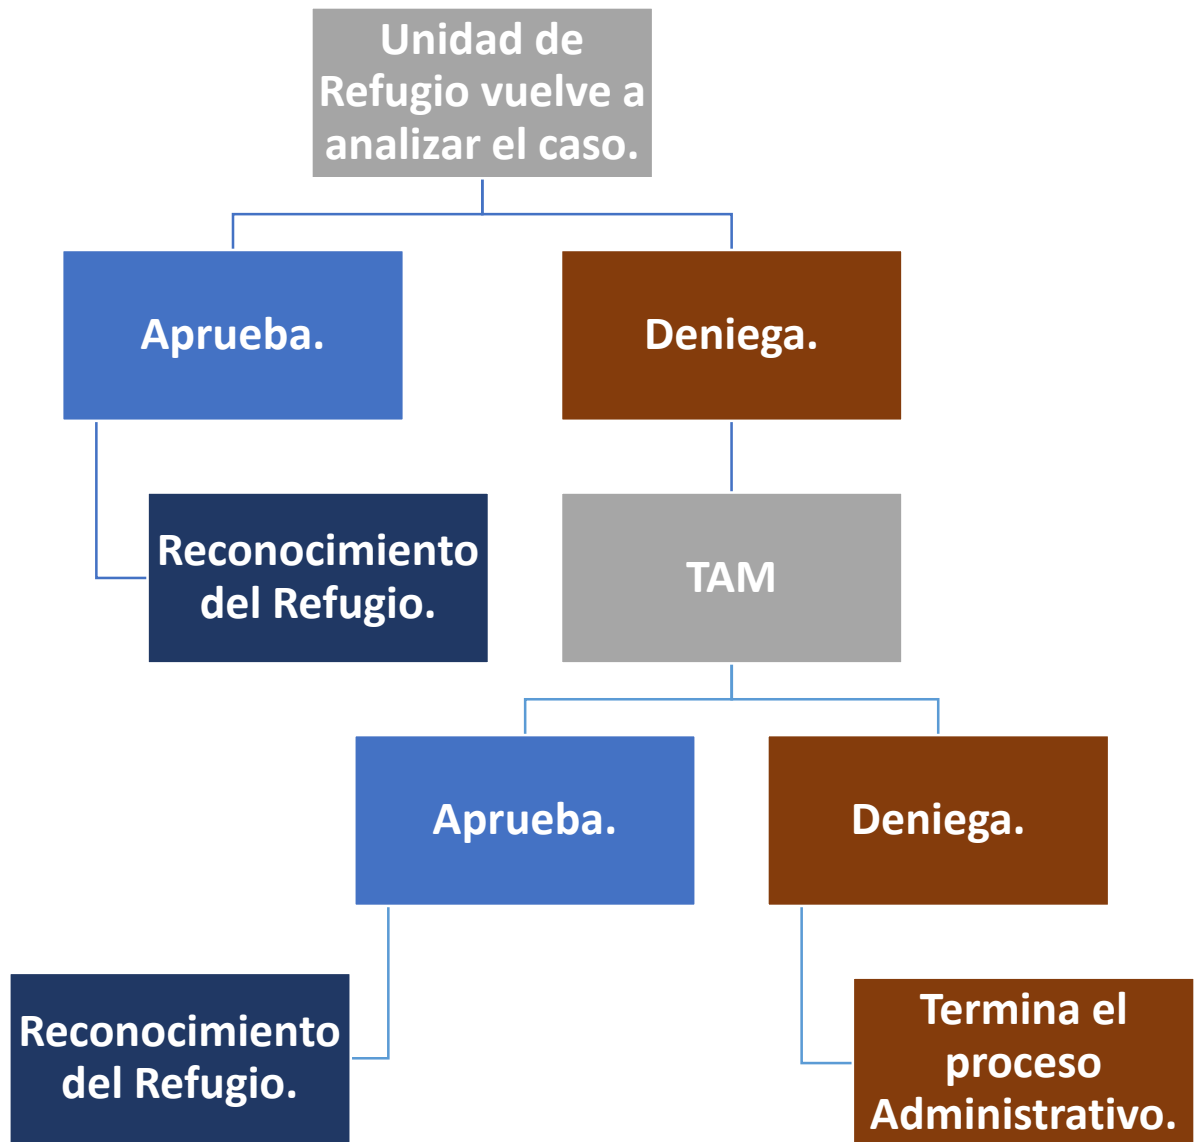 Unidad de
Refugio vuelve a
analizar el caso.
Aprueba.
Deniega.
Reconocimiento
del Refugio.
TAM
Aprueba.
Deniega.
Reconocimiento
del Refugio.
Termina el
proceso
Administrativo.